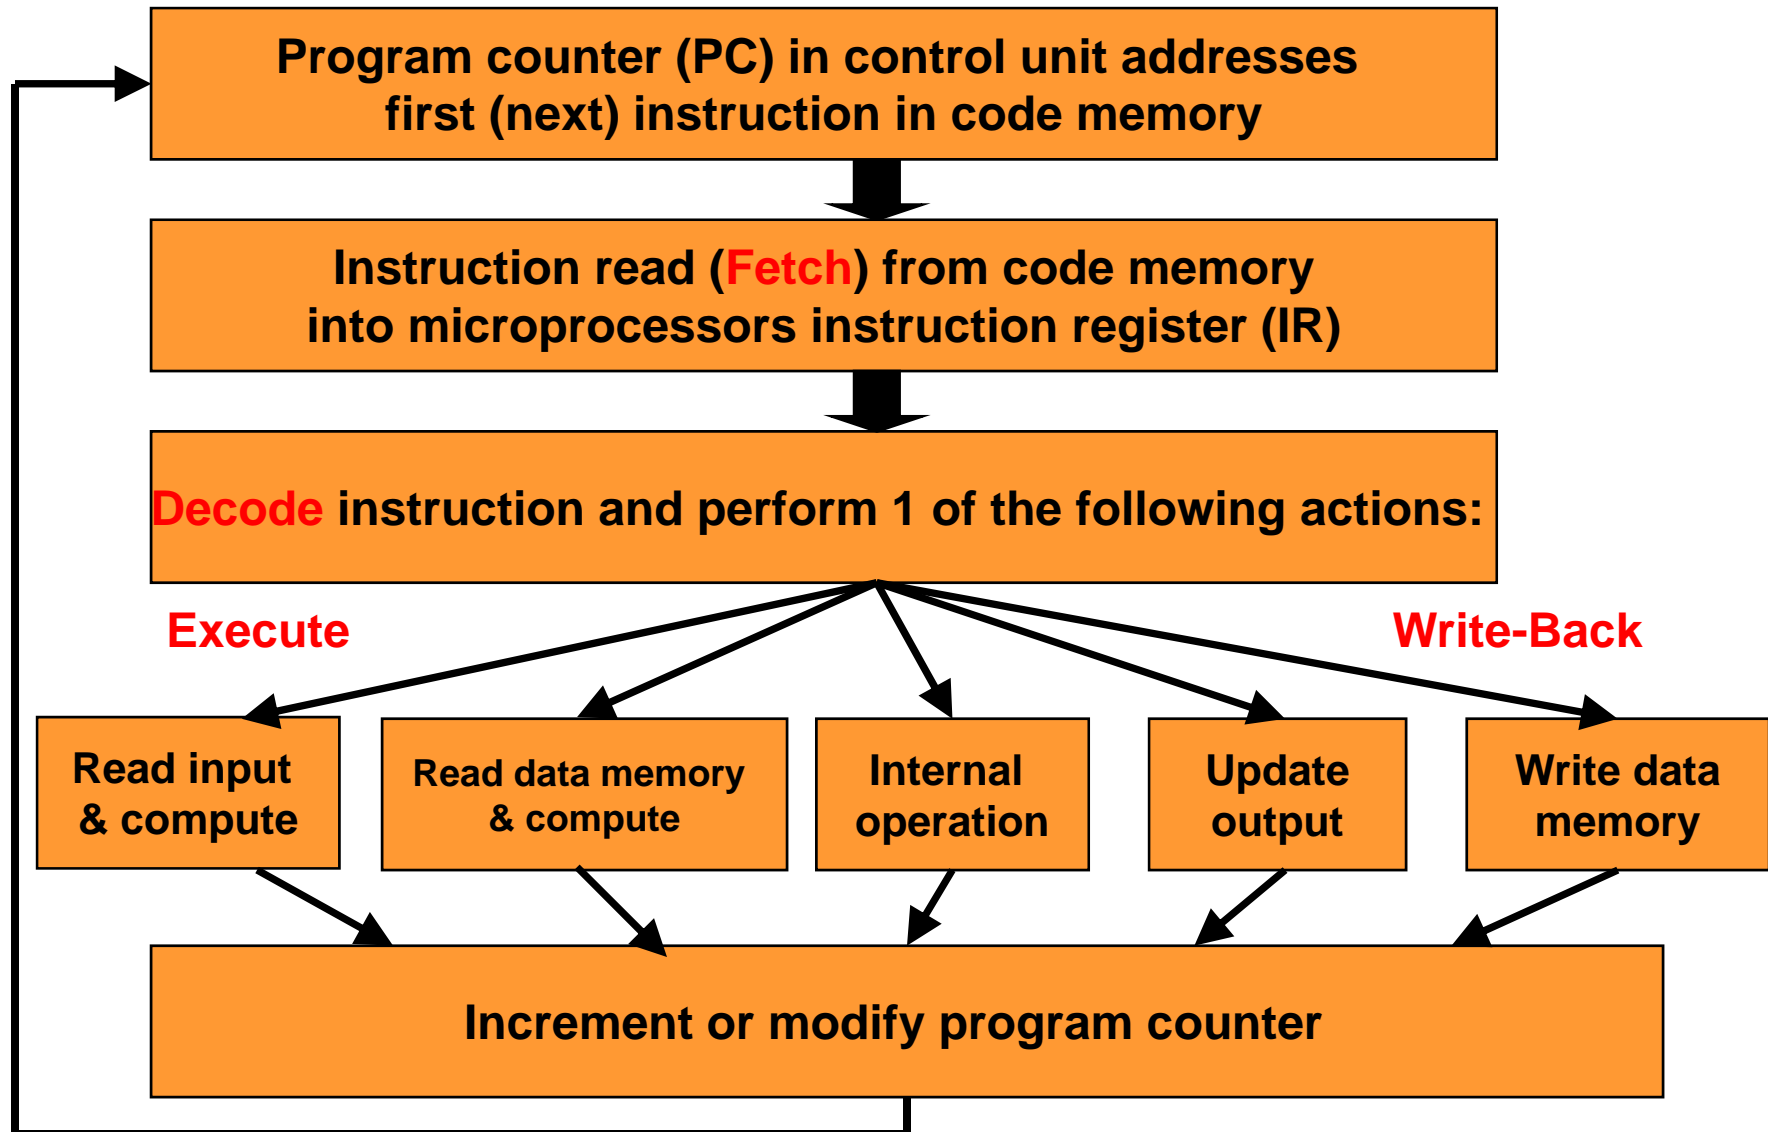 Program counter (PC) in control unit addresses
first (next) instruction in code memory
Instruction read (Fetch) from code memory
into microprocessors instruction register (IR)
Decode instruction and perform 1 of the following actions:
Execute
Write-Back
Read input
& compute
Read data memory
& compute
Internal
operation
Update
output
Write data
memory
Increment or modify program counter